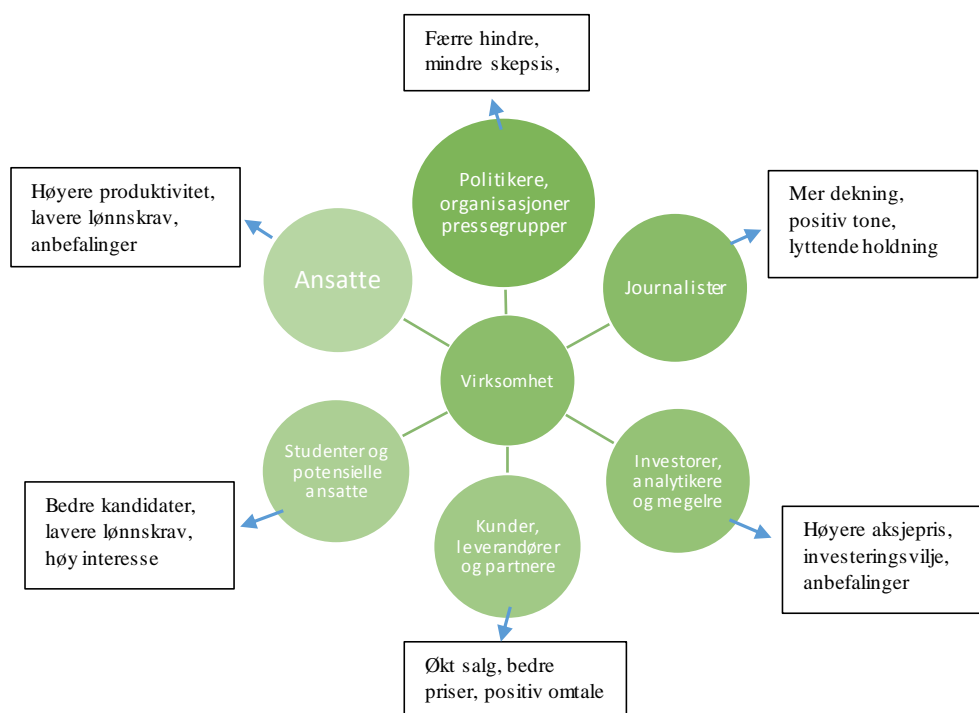 Færre hindre,
mindre skepsis,
Politikere,
organisasjoner
pressegrupper
Høyere produktivitet,
lavere lønnskrav,
anbefalinger
Mer dekning,
positiv tone,
lyttende holdning
Ansatte
Journalister
Virksomhet
Studenter og
potensielle
ansatte
Investorer,
analytikere
og megelre
Bedre kandidater,
lavere lønnskrav,
høy interesse
Kunder,
leverandører
og partnere
Høyere aksjepris,
investeringsvilje,
anbefalinger
Økt salg, bedre
priser, positiv omtale